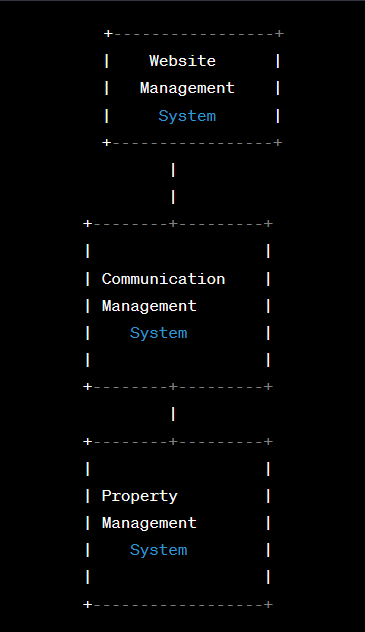 +-----------------+
|    Website      |
|   Management    |
|     System      |
+-----------------+
|
|
+--------+---------+
|                  |
| Communication    |
| Management       |
|    System        |
|                  |
+--------+---------+
|
+--------+---------+
|                  |
| Property         |
| Management       |
|    System        |
|                  |
+------------------+